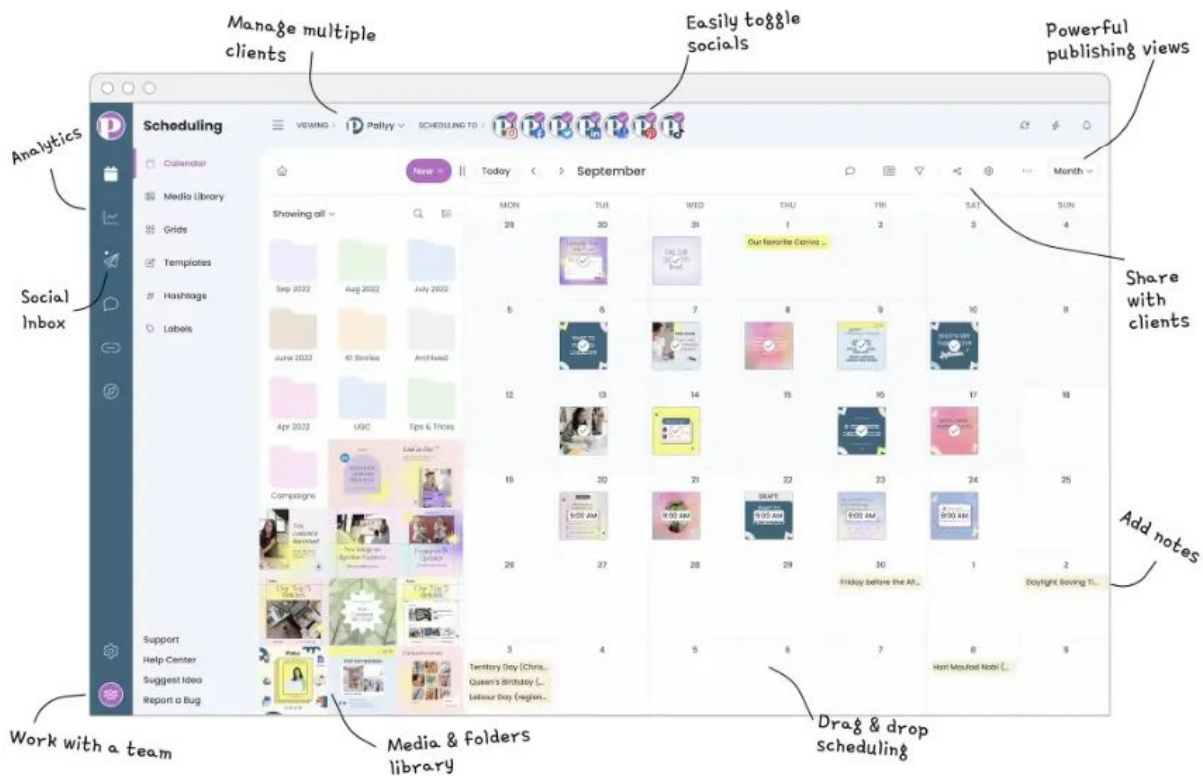 Manage multiple
clients
Easily toggle
socials
Powerful
publishing views
Analytics
Scheduling
VIEWING
Pallyy
SCHEDULING TO
Calendar
New +
Today
September
Month
Media Library
Showing all
MON TUE WED THU FRI SAT SUN
Grids
29 30 31 1 2 3 4
Our favorite Canva ...
Templates
Social
Inbox
Hashtags
Sep 2022 Aug 2022 July 2022
Share
with
clients
Labels
5 6 7 8 9 10 11
June 2022 IG Stories Archived
12 13 14 15 16 17 18
Apr 2022 UGC Tips & Tricks
19 20 21 22 23 24 25
Campaigns
DRAFT:
9:00 AM 9:00 AM 9:00 AM 9:00 AM 9:00 AM
Add notes
26 27 28 29 30 1 2
Friday before the Af...
Daylight Saving Ti...
Support
Help Center
Suggest Idea
Report a Bug
3 4 5 6 7 8 9
Territory Day (Chris...
Queen's Birthday (...
Labour Day (region...
Hari Maulad Nabi (...
Work with a team
Media & folders
library
Drag & drop
scheduling